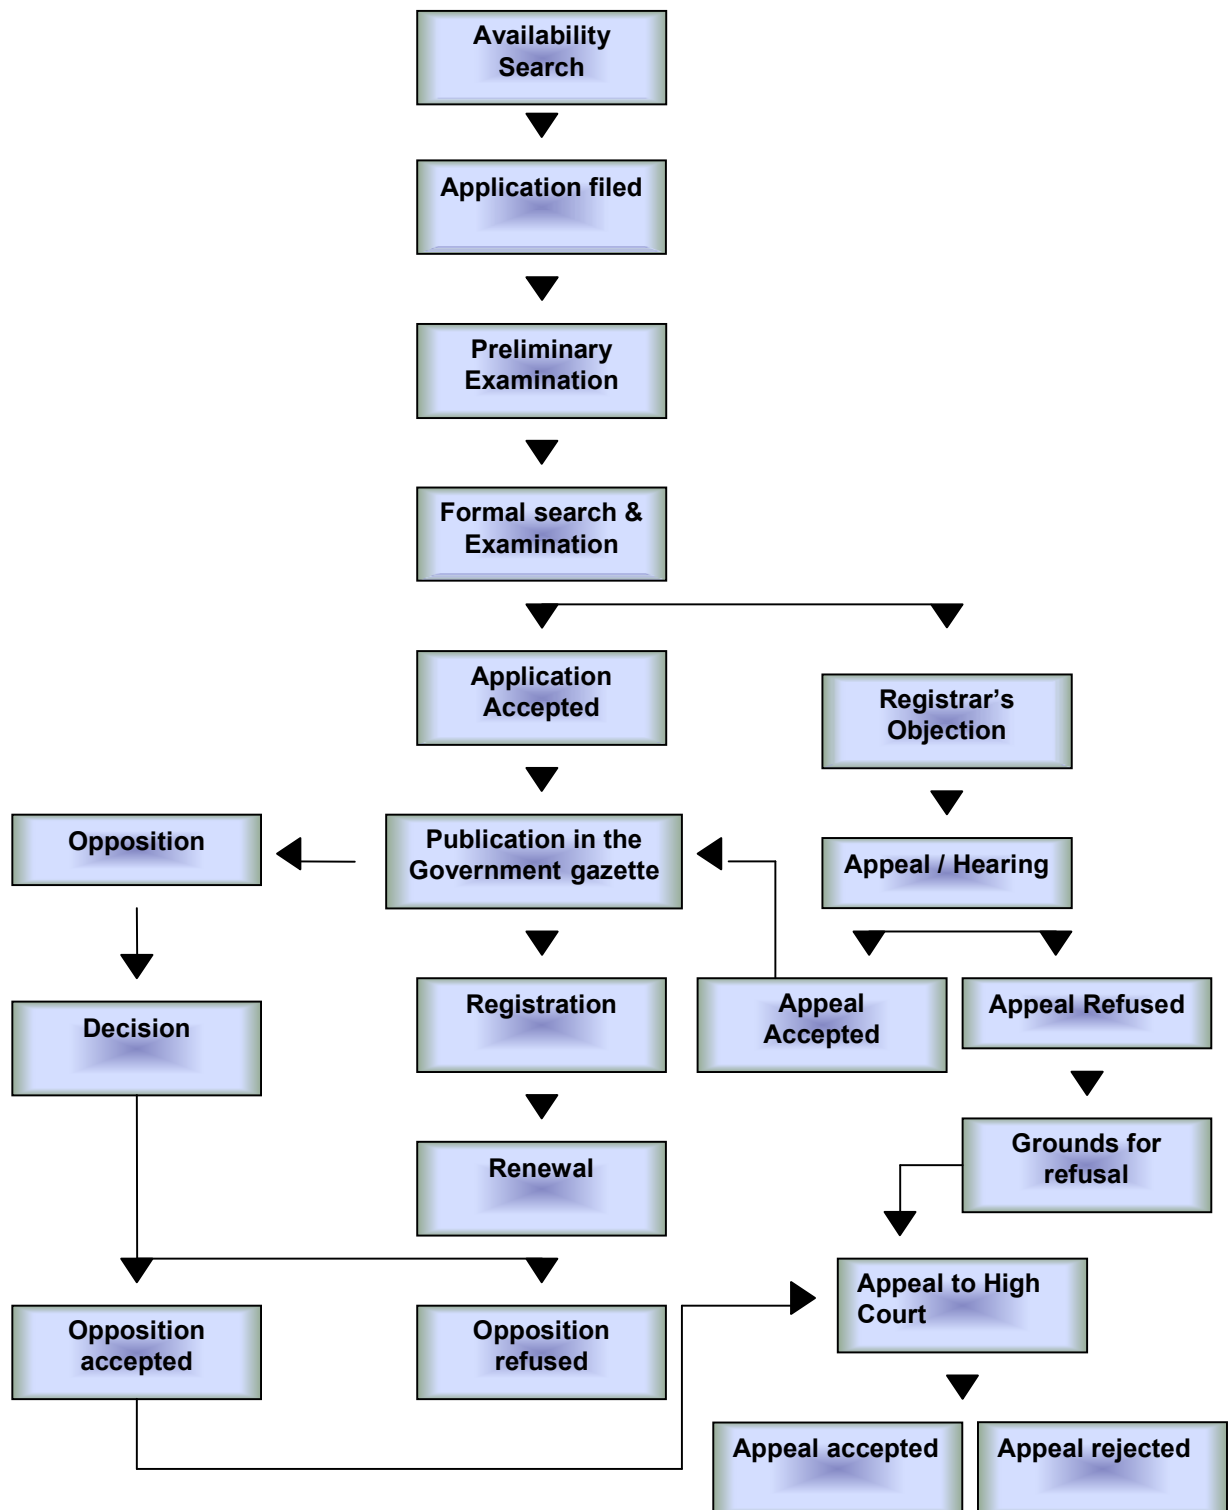 Availability
Search
Application filed
Preliminary
Examination
Formal search &
Examination
Application
Accepted
Registrar’s
Objection
Opposition
Publication in the
Government gazette
Appeal / Hearing
Decision
Registration
Appeal
Accepted
Appeal Refused
Renewal
Grounds for
refusal
Appeal to High
Court
Opposition
accepted
Opposition
refused
Appeal accepted
Appeal rejected